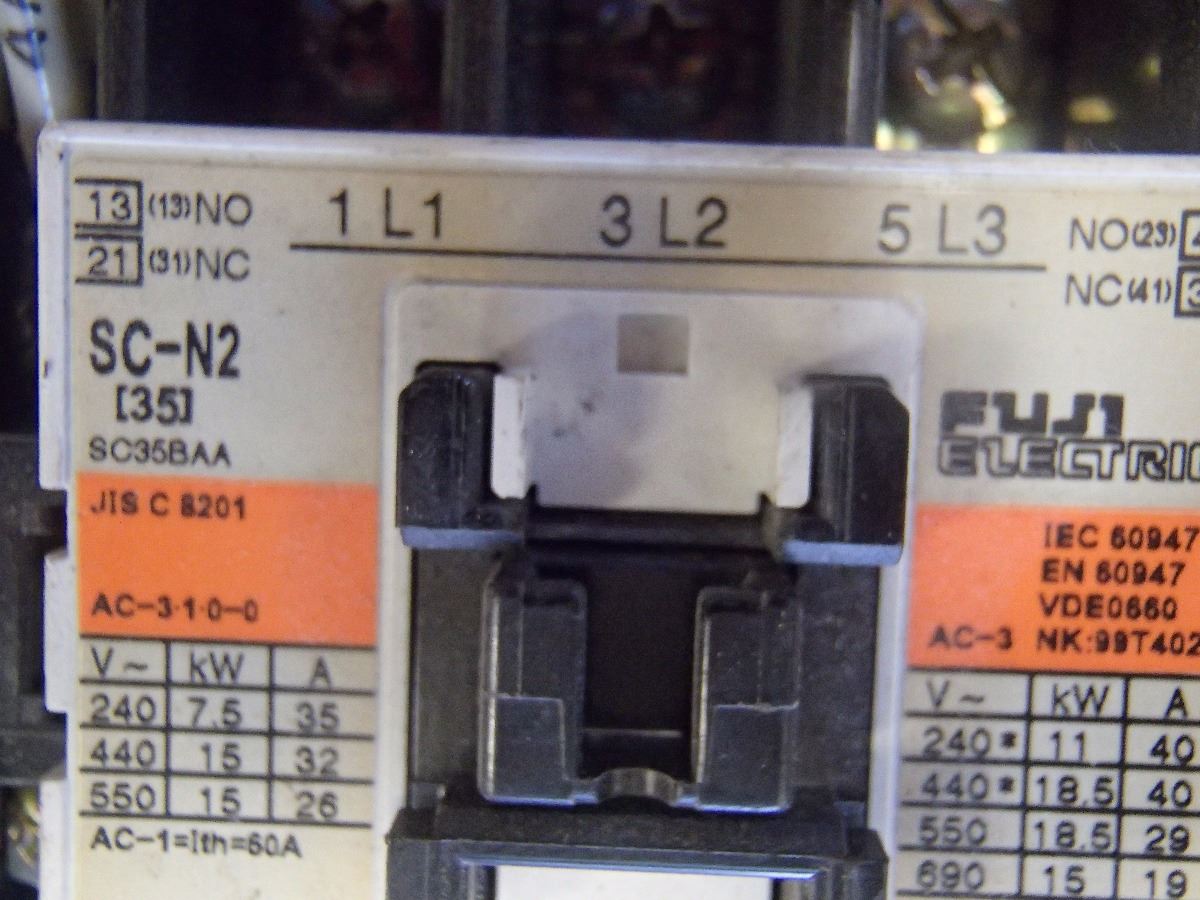 13 (13)NO
21 (31)NC
1 L1 3 L2 5 L3
NO(23)
NC(41)
SC-N2
[35]
SC35BAA
FUJI
ELECTRIC
JIS C 8201
AC-3·1·0-0
V~ kW A
240 7.5 35
440 15 32
550 15 26
AC-1=Ith=60A
IEC 60947
EN 60947
VDE0660
AC-3 NK:99T402
V~ kW A
240* 11 40
440* 18.5 40
550 18.5 29
690 15 19